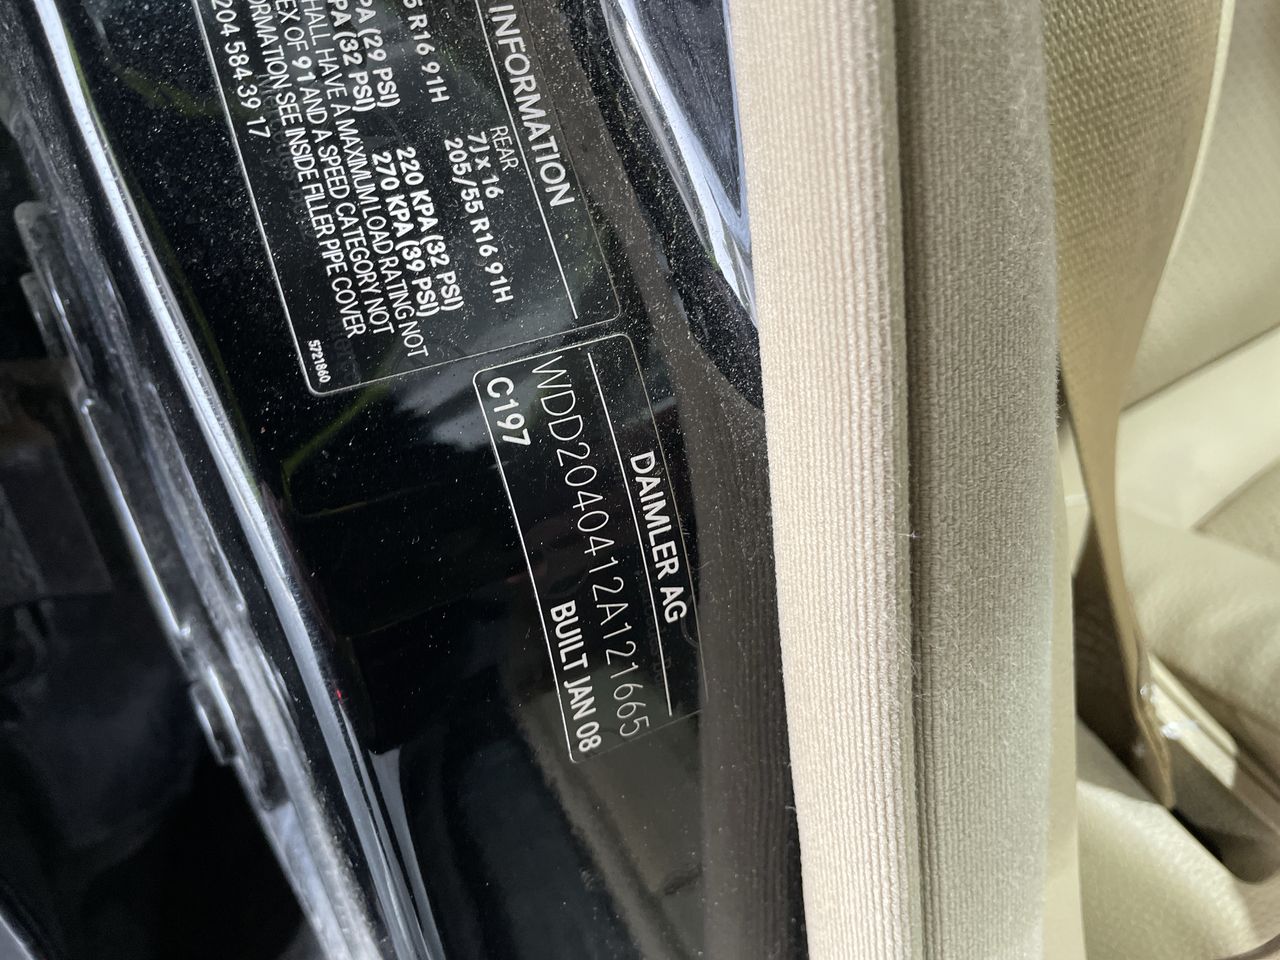 INFORMATION
REAR
7J x 16
5 R16 91H
205/55 R16 91H
PA (29 PSI)
220 KPA (32 PSI)
PA (32 PSI)
270 KPA (39 PSI)
HALL HAVE A MAXIMUM LOAD RATING NOT
EX OF 91 AND A SPEED CATEGORY NOT
ORMATION SEE INSIDE FILLER PIPE COVER
204 584 39 17
5721860
DAIMLER AG
WDD2040412A121665
C197
BUILT JAN 08